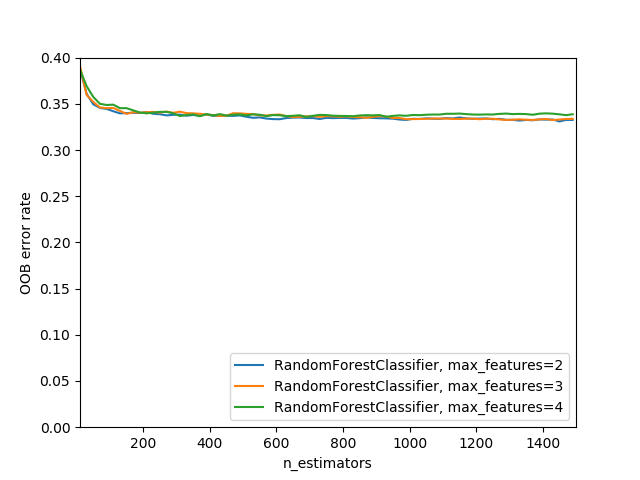 0.40
0.35
0.30
0.25
0.20
0.15
0.10
0.05
0.00
OOB error rate
200 400 600 800 1000 1200 1400
n_estimators
RandomForestClassifier, max_features=2
RandomForestClassifier, max_features=3
RandomForestClassifier, max_features=4